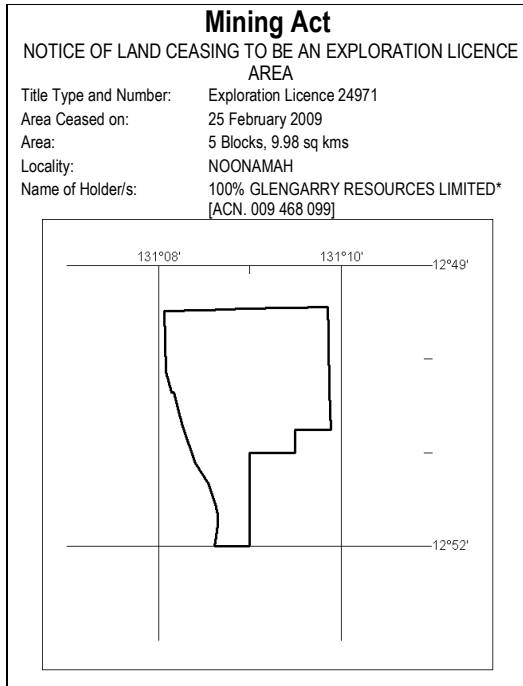 Mining Act
NOTICE OF LAND CEASING TO BE AN EXPLORATION LICENCE
AREA
Title Type and Number: Exploration Licence 24971
Area Ceased on: 25 February 2009
Area: 5 Blocks, 9.98 sq kms
Locality: NOONAMAH
Name of Holder/s: 100% GLENGARRY RESOURCES LIMITED*
[ACN. 009 468 099]
131°08' 131°10'
12°49'
12°52'